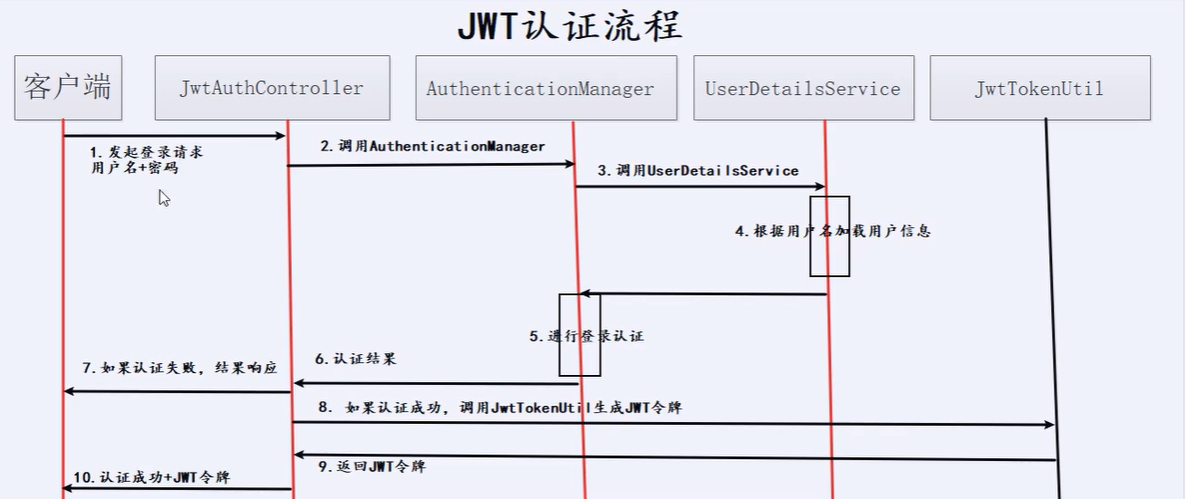 JWT认证流程
客户端
JwtAuthController
AuthenticationManager
UserDetailsService
JwtTokenUtil
1.发起登录请求
用户名+密码
2.调用AuthenticationManager
3.调用UserDetailsService
4.根据用户名加载用户信息
5.进行登录认证
6.认证结果
7.如果认证失败，结果响应
8. 如果认证成功，调用JwtTokenUtil生成JWT令牌
9.返回JWT令牌
10.认证成功+JWT令牌